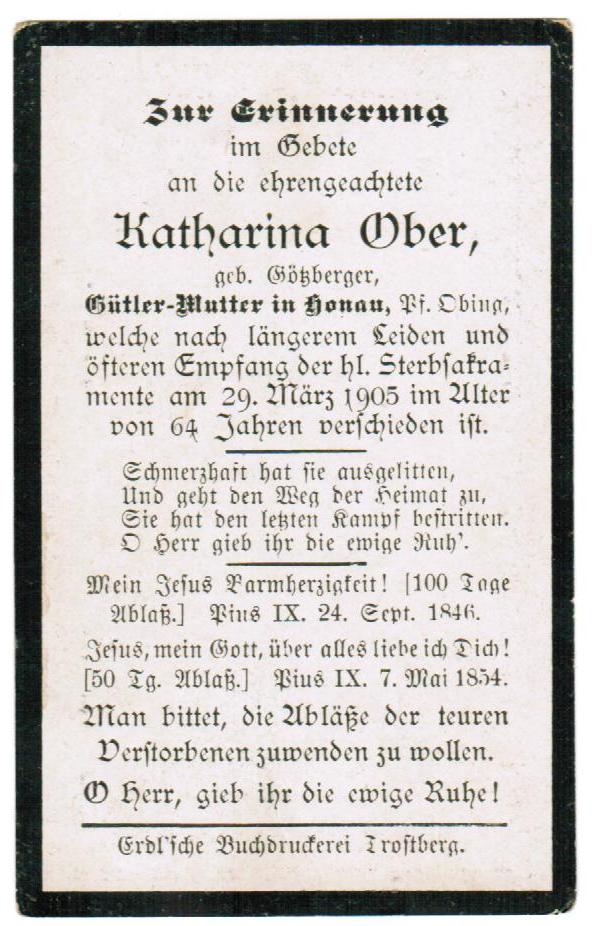 Zur Erinnerung
im Gebete
an die ehrengeachtete
Katharina Ober,
geb. Götzberger,
Gütler-Mutter in Honau, Pf. Obing,
welche nach längerem Leiden und
öfteren Empfang der hl. Sterbsakra-
mente am 29. März 1905 im Alter
von 64 Jahren verschieden ist.
Schmerzhaft hat sie ausgelitten,
Und geht den Weg der Heimat zu,
Sie hat den letzten Kampf bestritten.
O Herr gieb ihr die ewige Ruh'.
Mein Jesus Barmherzigkeit! [100 Tage
Ablaß.] Pius IX. 24. Sept. 1846.
Jesus, mein Gott, über alles liebe ich Dich!
[50 Tg. Ablaß.] Pius IX. 7. Mai 1854.
Man bittet, die Abläße der teuren
Verstorbenen zuwenden zu wollen.
O Herr, gieb ihr die ewige Ruhe!
Erdl'sche Buchdruckerei Trostberg.